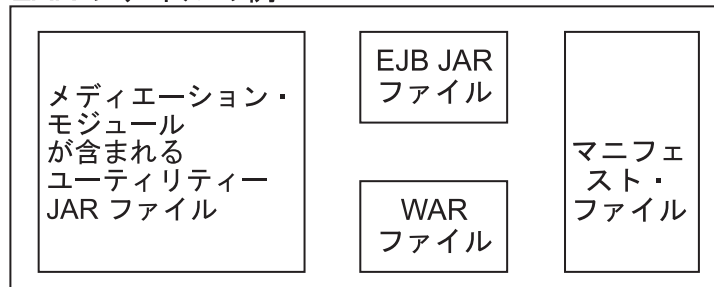 メディエーション・
モジュール
が含まれる
ユーティリティー
JAR ファイル
EJB JAR
ファイル
WAR
ファイル
マニフェ
スト・
ファイル